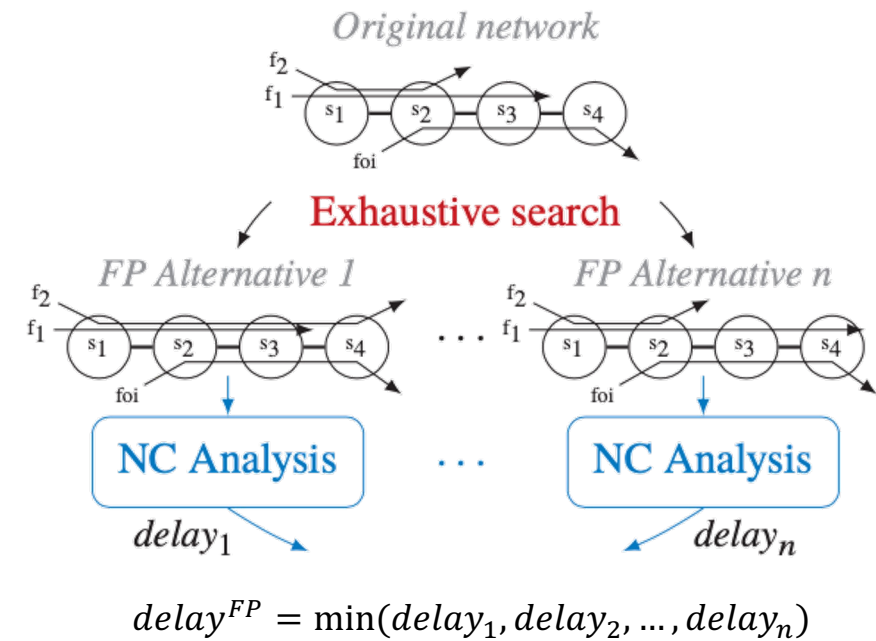 Original network
f2
f1
s1 s2 s3 s4
foi
Exhaustive search
FP Alternative 1 FP Alternative n
f2 f2
f1 ... f1
s1 s2 s3 s4 s1 s2 s3 s4
foi foi
NC Analysis ... NC Analysis
delay1 delayn
delay^FP = min(delay1, delay2, ..., delayn)